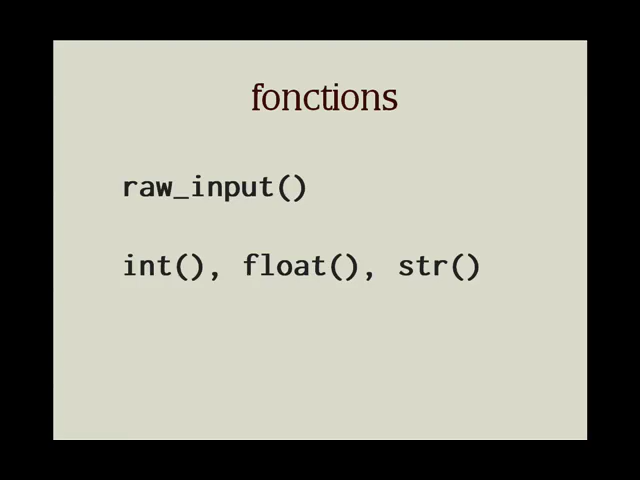 fonctions
raw_input()
int(), float(), str()